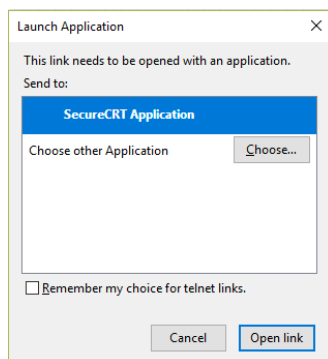 Launch Application
This link needs to be opened with an application.
Send to:
SecureCRT Application
Choose other Application
Choose...
Remember my choice for telnet links.
Cancel
Open link